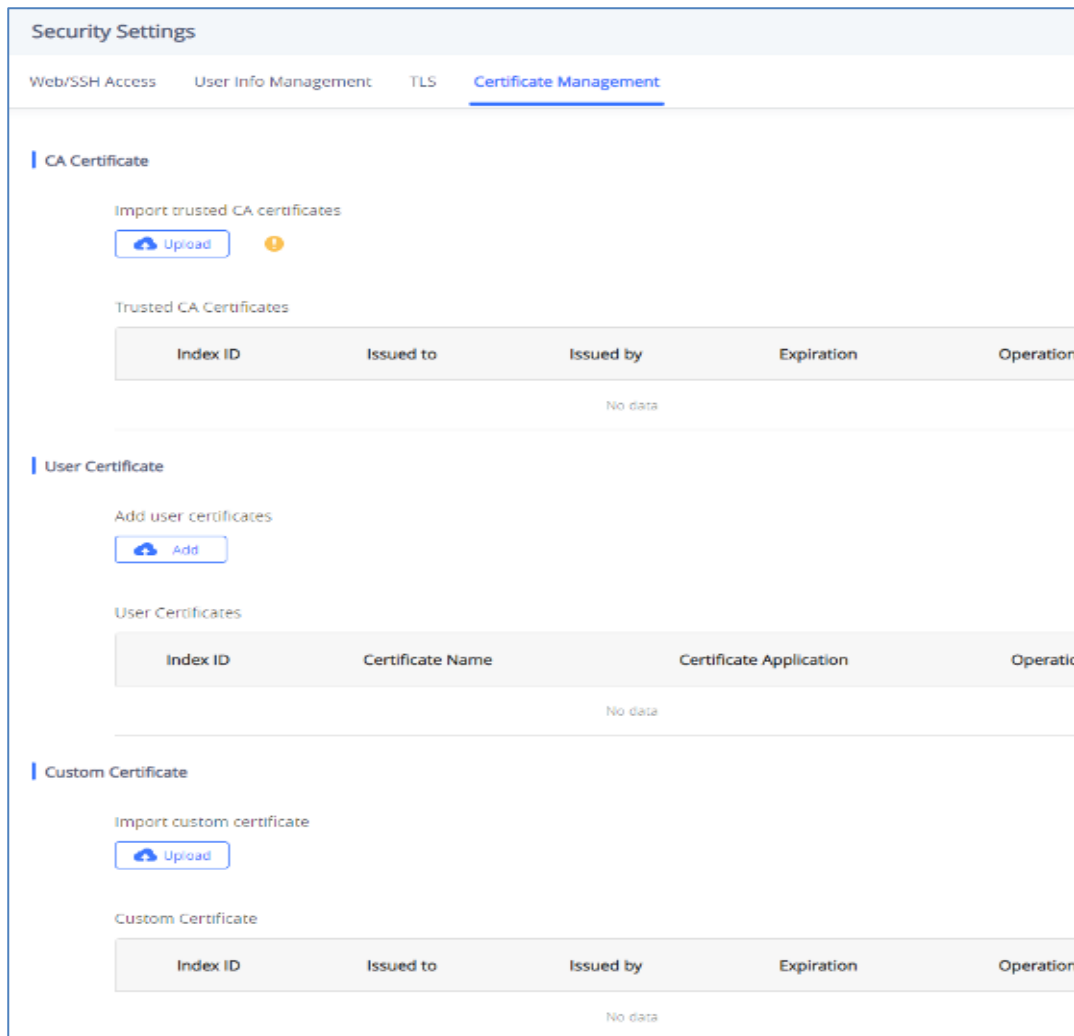 Security Settings
Web/SSH Access User Info Management TLS Certificate Management
CA Certificate
Import trusted CA certificates
Upload
Trusted CA Certificates
Index ID Issued to Issued by Expiration Operation
No data
User Certificate
Add user certificates
Add
User Certificates
Index ID Certificate Name Certificate Application Operatio
No data
Custom Certificate
Import custom certificate
Upload
Custom Certificate
Index ID Issued to Issued by Expiration Operation
No data